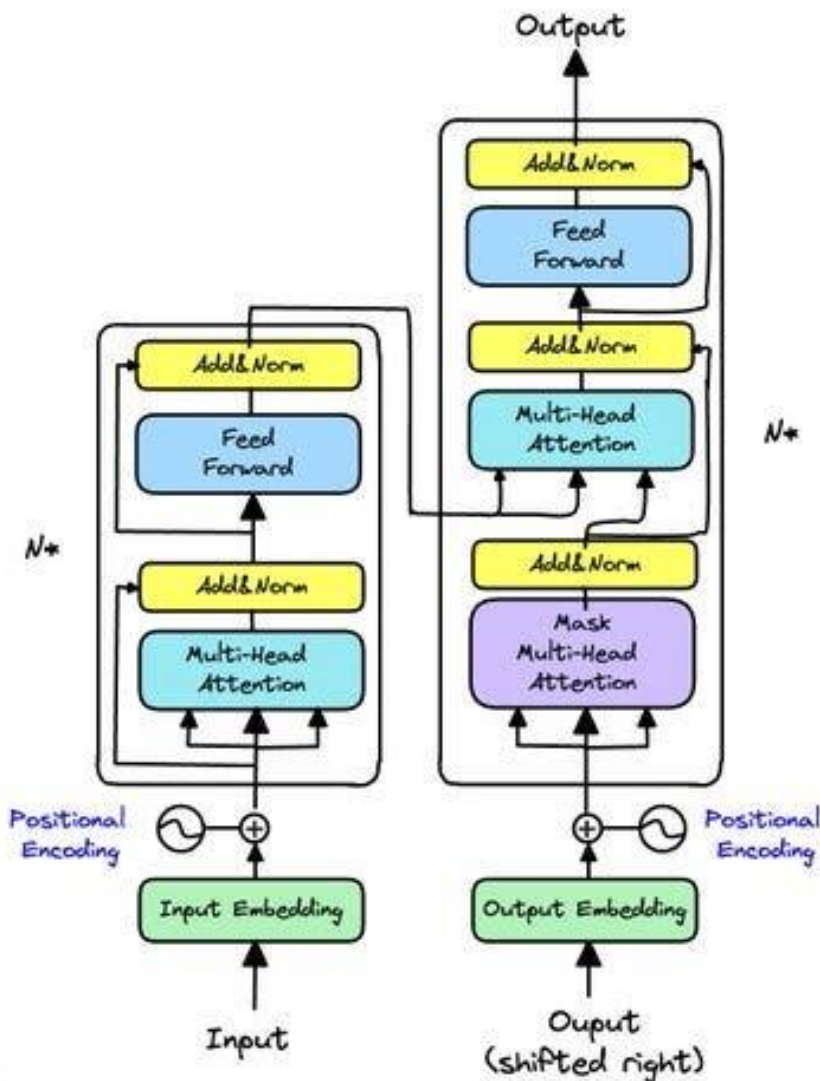 Output
Add&Norm
Feed
Forward
Add&Norm
Multi-Head
Attention
Add&Norm
Mask
Multi-Head
Attention
N*
Add&Norm
Feed
Forward
Add&Norm
Multi-Head
Attention
N*
Positional
Encoding
Input Embedding
Input
Positional
Encoding
Output Embedding
Ouput
(shifted right)